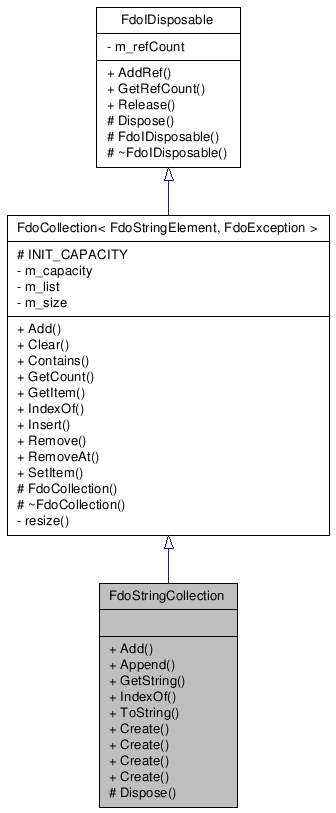 FdoIDisposable
- m_refCount
+ AddRef()
+ GetRefCount()
+ Release()
# Dispose()
# FdoIDisposable()
# ~FdoIDisposable()
FdoCollection< FdoStringElement, FdoException >
# INIT_CAPACITY
- m_capacity
- m_list
- m_size
+ Add()
+ Clear()
+ Contains()
+ GetCount()
+ GetItem()
+ IndexOf()
+ Insert()
+ Remove()
+ RemoveAt()
+ SetItem()
# FdoCollection()
# ~FdoCollection()
- resize()
FdoStringCollection
+ Add()
+ Append()
+ GetString()
+ IndexOf()
+ ToString()
+ Create()
+ Create()
+ Create()
+ Create()
# Dispose()